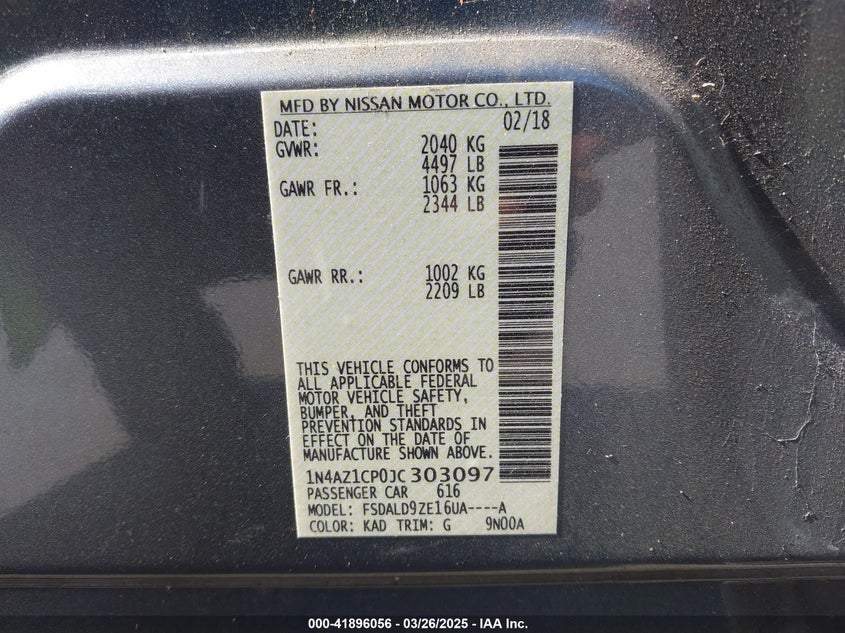 MFD BY NISSAN MOTOR CO., LTD.
DATE: 02/18
GVWR: 2040 KG
4497 LB
GAWR FR.: 1063 KG
2344 LB
GAWR RR.: 1002 KG
2209 LB
THIS VEHICLE CONFORMS TO
ALL APPLICABLE FEDERAL
MOTOR VEHICLE SAFETY,
BUMPER, AND THEFT
PREVENTION STANDARDS IN
EFFECT ON THE DATE OF
MANUFACTURE SHOWN ABOVE.
1N4AZ1CP0JC303097
PASSENGER CAR 616
MODEL: FSDALD9ZE16UA----A
COLOR: KAD TRIM: G 9N00A
000-41896056 — 03/26/2025 — IAA Inc.